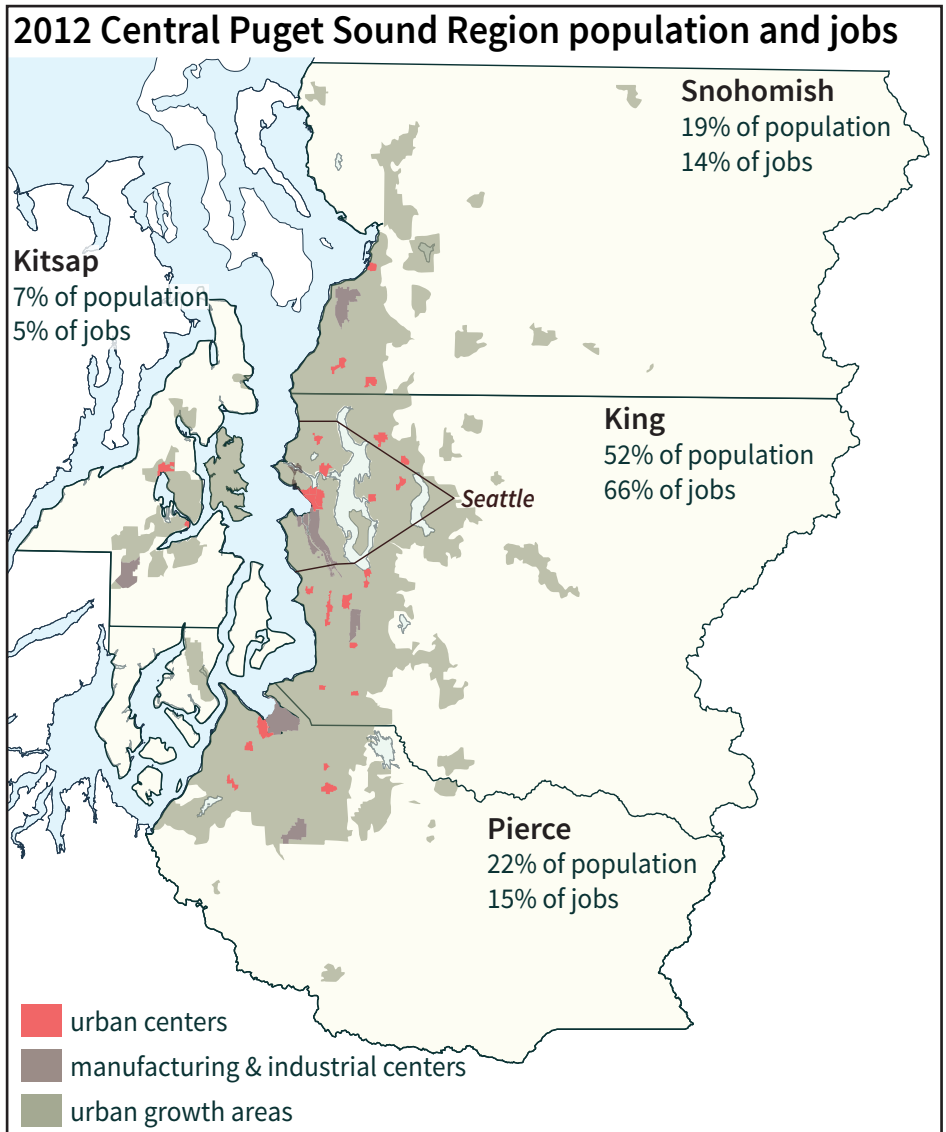 2012 Central Puget Sound Region population and jobs
Snohomish
19% of population
14% of jobs
Kitsap
7% of population
5% of jobs
King
52% of population
66% of jobs
Seattle
Pierce
22% of population
15% of jobs
urban centers
manufacturing & industrial centers
urban growth areas